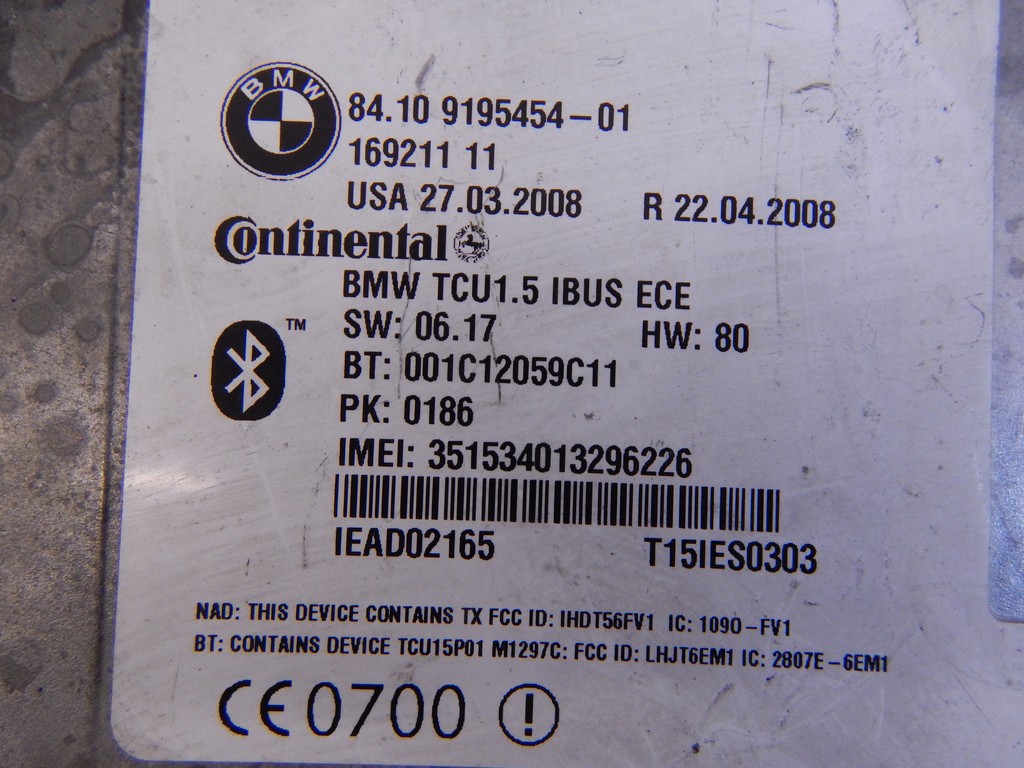 BMW
84.10 9195454-01
169211 11
USA 27.03.2008 R 22.04.2008
Continental
BMW TCU1.5 IBUS ECE
SW: 06.17 HW: 80
TM
BT: 001C12059C11
PK: 0186
IMEI: 351534013296226
IEAD02165 T15IES0303
NAD: THIS DEVICE CONTAINS TX FCC ID: IHDT56FV1 IC: 1090-FV1
BT: CONTAINS DEVICE TCU15P01 M1297C: FCC ID: LHJT6EM1 IC: 2807E-6EM1
CE 0700 !